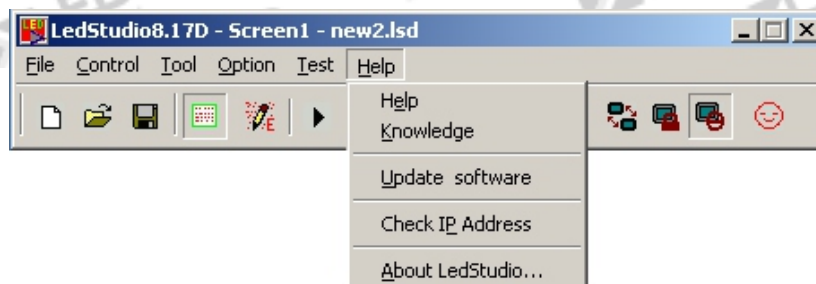 LedStudio8.17D - Screen1 - new2.lsd
File Control Tool Option Test Help
E
Help
Knowledge
Update software
Check IP Address
About LedStudio...